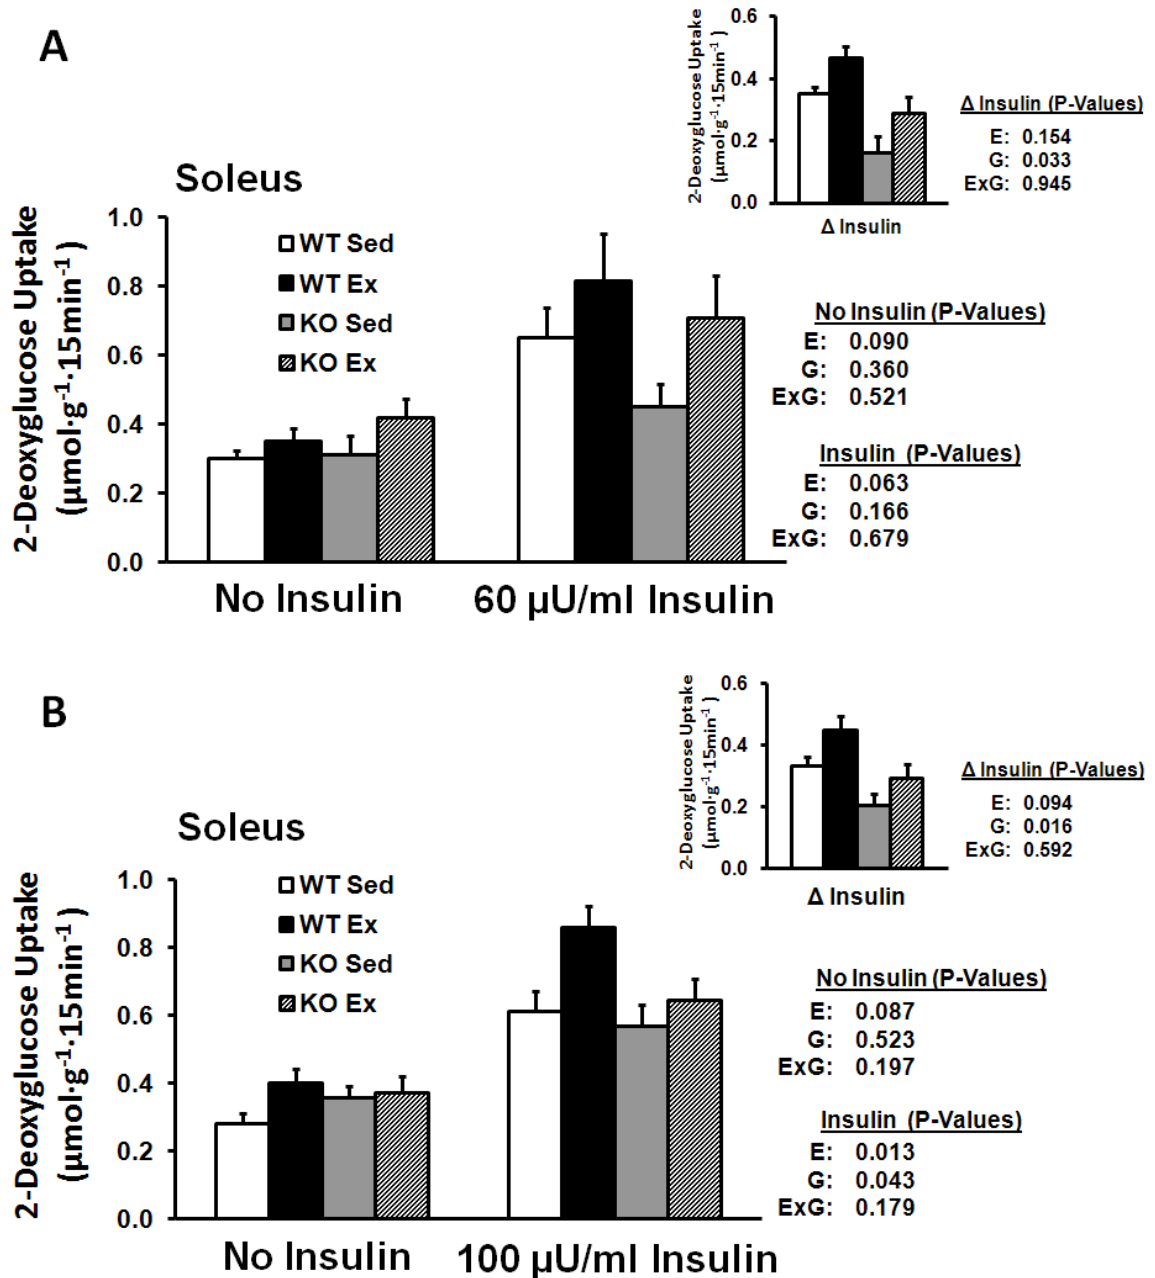 A
Soleus
2-Deoxyglucose Uptake
(µmol·g⁻¹·15min⁻¹)
1.0
0.8
0.6
0.4
0.2
0.0
WT Sed
WT Ex
KO Sed
KO Ex
No Insulin
60 µU/ml Insulin
2-Deoxyglucose Uptake
(µmol·g⁻¹·15min⁻¹)
0.6
0.4
0.2
0.0
Δ Insulin
Δ Insulin (P-Values)
E: 0.154
G: 0.033
ExG: 0.945
No Insulin (P-Values)
E: 0.090
G: 0.360
ExG: 0.521
Insulin (P-Values)
E: 0.063
G: 0.166
ExG: 0.679
B
Soleus
2-Deoxyglucose Uptake
(µmol·g⁻¹·15min⁻¹)
1.0
0.8
0.6
0.4
0.2
0.0
WT Sed
WT Ex
KO Sed
KO Ex
No Insulin
100 µU/ml Insulin
2-Deoxyglucose Uptake
(µmol·g⁻¹·15min⁻¹)
0.6
0.4
0.2
0.0
Δ Insulin
Δ Insulin (P-Values)
E: 0.094
G: 0.016
ExG: 0.592
No Insulin (P-Values)
E: 0.087
G: 0.523
ExG: 0.197
Insulin (P-Values)
E: 0.013
G: 0.043
ExG: 0.179